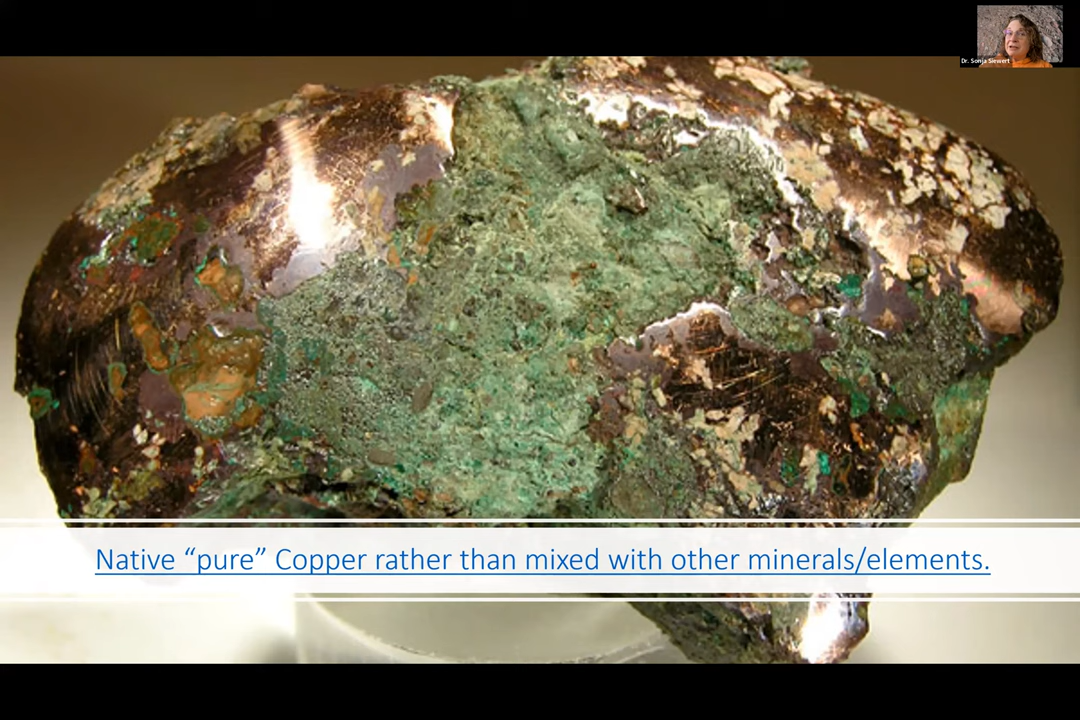 Dr. Sonja Siewert
Native “pure” Copper rather than mixed with other minerals/elements.